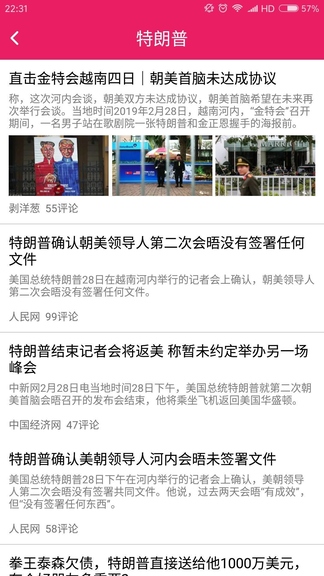 22:31
HD
31
特朗普
直击金特会越南四日｜朝美首脑未达成协议
称，这次河内会谈，朝美双方未达成协议，朝美首脑希望在未来再
次举行会谈。当地时间2019年2月28日，越南河内，“金特会”召开
期间，一名男子站在歌剧院一张特朗普和金正恩握手的海报前。
剥洋葱 55评论
特朗普确认朝美领导人第二次会晤没有签署任何
文件
美国总统特朗普28日在越南河内举行的记者会上确认，朝美领导
人第二次会晤没有签署任何文件。
人民网 99评论
特朗普结束记者会将返美 称暂未约定举办另一场
峰会
中新网2月28日电当地时间28日下午，美国总统特朗普就第二次朝
美首脑会晤召开的发布会结束，他将乘坐飞机返回美国华盛顿。
中国经济网 47评论
特朗普确认美朝领导人河内会晤未签署文件
美国总统特朗普28日下午在河内举行的记者会上确认，美朝领导
人第二次会晤没有签署共同文件。他说，过去两天会晤“有成效”，
但“没有签署任何东西”。
人民网 58评论
拳王泰森欠债，特朗普直接送给他1000万美元，